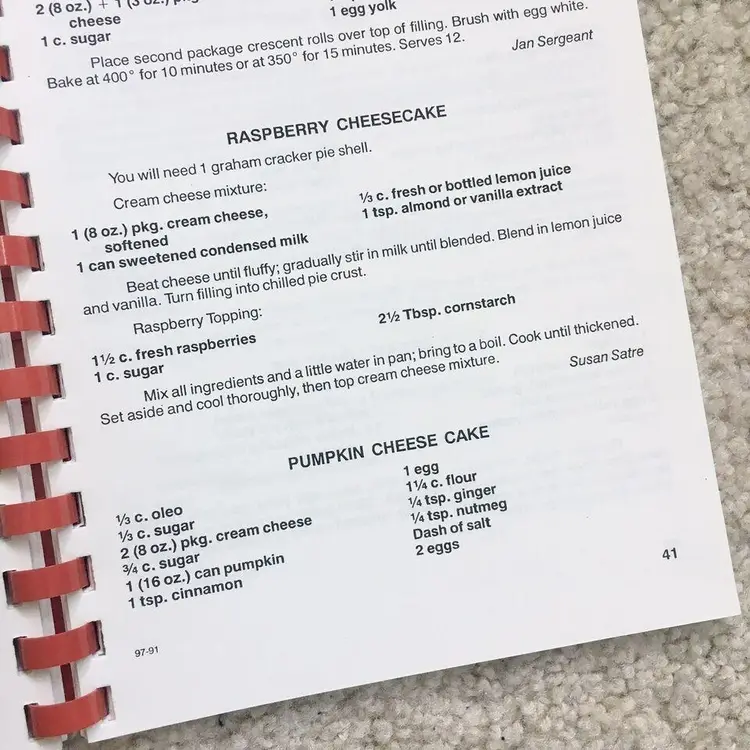 2 (8 oz.) + 1 (3 oz.) pkg.
cheese
1 c. sugar
1 egg yolk
Place second package crescent rolls over top of filling. Brush with egg white.
Bake at 400° for 10 minutes or at 350° for 15 minutes. Serves 12.
Jan Sergeant
RASPBERRY CHEESECAKE
You will need 1 graham cracker pie shell.
Cream cheese mixture:
1 (8 oz.) pkg. cream cheese,
softened
1 can sweetened condensed milk
⅓ c. fresh or bottled lemon juice
1 tsp. almond or vanilla extract
Beat cheese until fluffy; gradually stir in milk until blended. Blend in lemon juice
and vanilla. Turn filling into chilled pie crust.
Raspberry Topping:
1½ c. fresh raspberries
1 c. sugar
2½ Tbsp. cornstarch
Mix all ingredients and a little water in pan; bring to a boil. Cook until thickened.
Set aside and cool thoroughly, then top cream cheese mixture.
Susan Satre
PUMPKIN CHEESE CAKE
⅓ c. oleo
⅓ c. sugar
2 (8 oz.) pkg. cream cheese
¾ c. sugar
1 (16 oz.) can pumpkin
1 tsp. cinnamon
1 egg
1¼ c. flour
¼ tsp. ginger
¼ tsp. nutmeg
Dash of salt
2 eggs
97-91
41